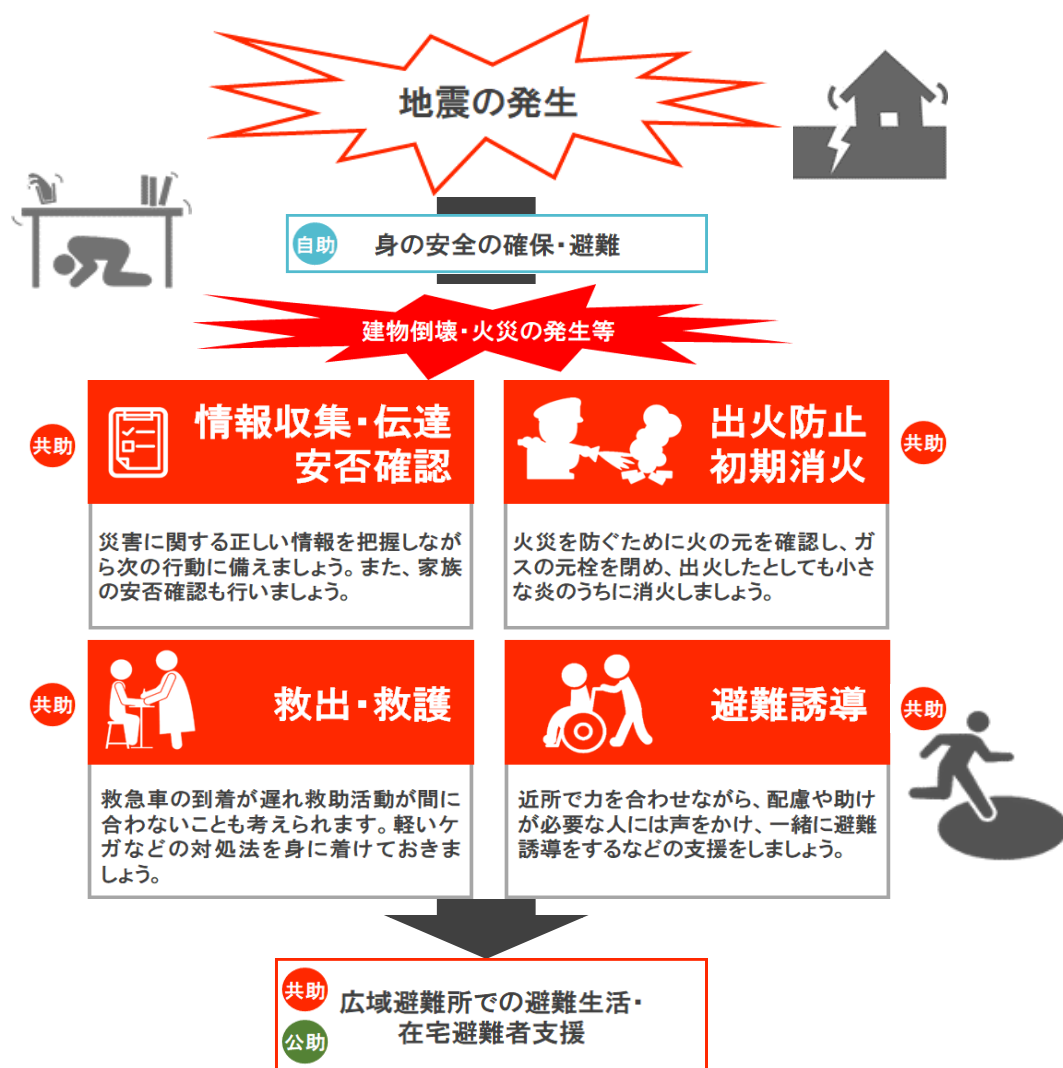 地震の発生
自助
身の安全の確保・避難
建物倒壊・火災の発生等
共助
情報収集・伝達
安否確認
災害に関する正しい情報を把握しなが
ら次の行動に備えましょう。また、家族
の安否確認も行いましょう。
出火防止
初期消火
共助
火災を防ぐために火の元を確認し、ガ
スの元栓を閉め、出火したとしても小さ
な炎のうちに消火しましょう。
共助
救出・救護
救急車の到着が遅れ救助活動が間に
合わないことも考えられます。軽いケ
ガなどの対処法を身に着けておきま
しょう。
避難誘導
共助
近所で力を合わせながら、配慮や助け
が必要な人には声をかけ、一緒に避難
誘導をするなどの支援をしましょう。
共助
公助
広域避難所での避難生活・
在宅避難者支援